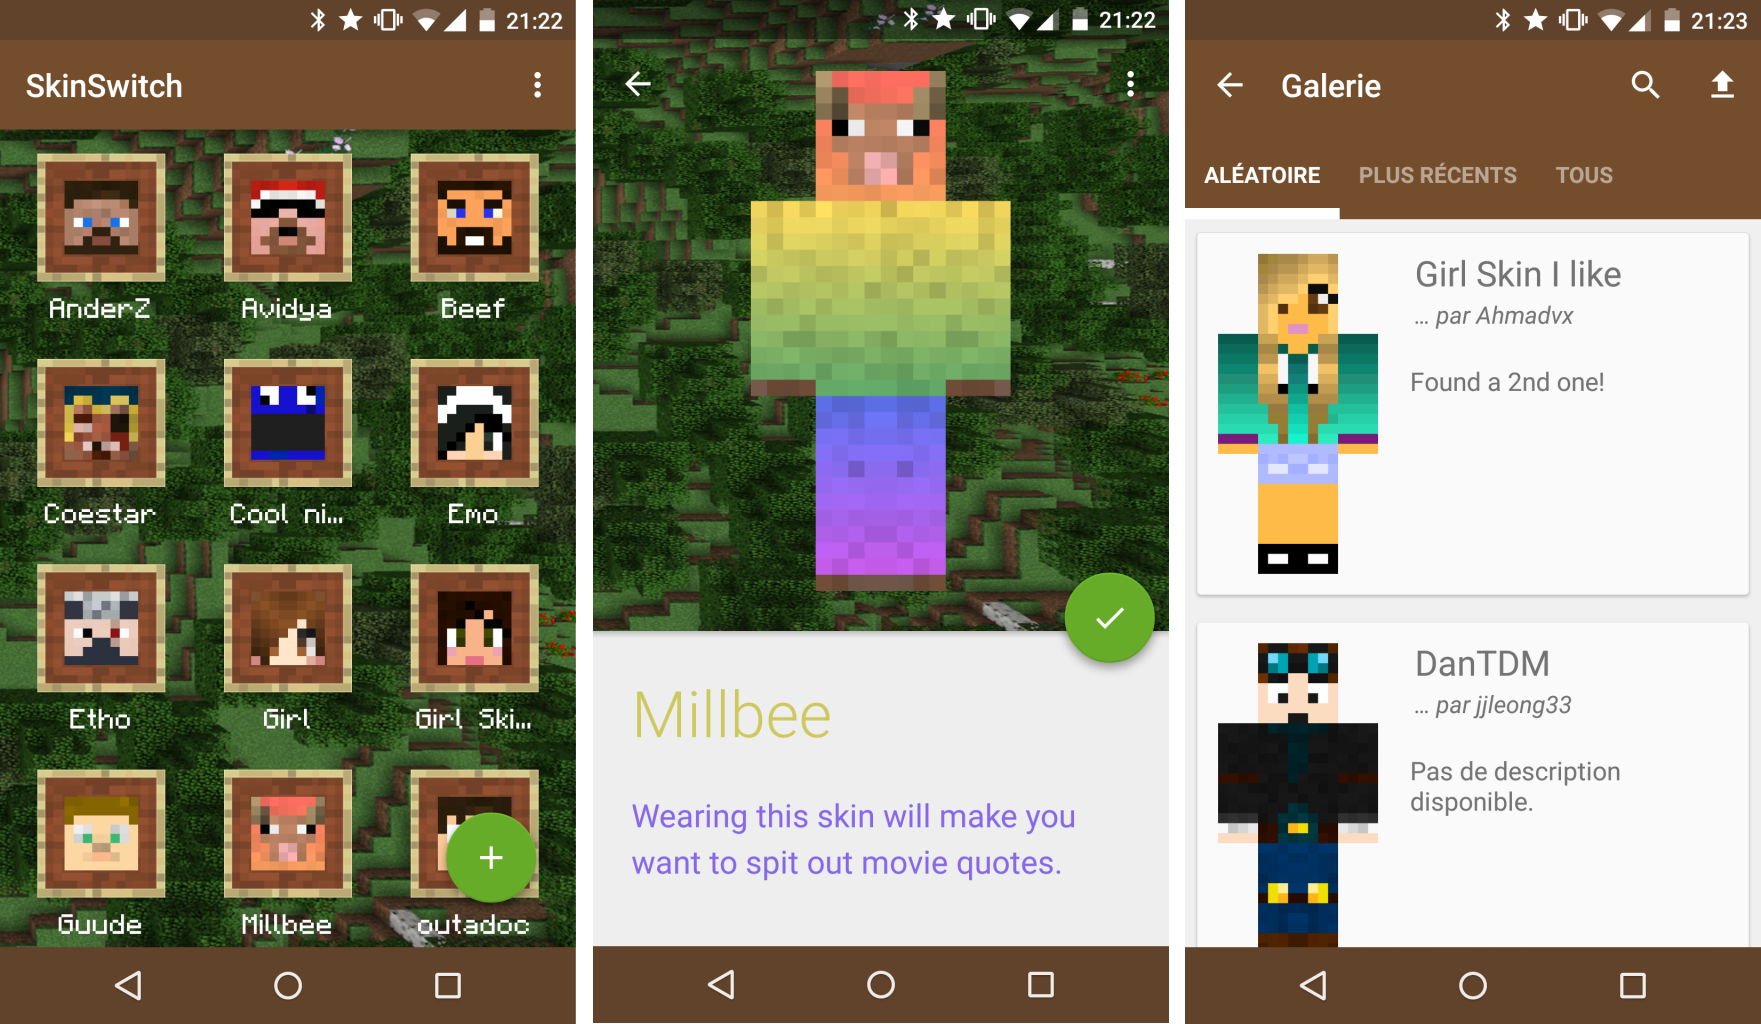 21:22
SkinSwitch
AnderZ
Avidya
Beef
Coestar
Cool ni...
Emo
Etho
Girl
Girl Ski...
Guude
Millbee
outadoc
21:22
Millbee
Wearing this skin will make you
want to spit out movie quotes.
21:23
Galerie
ALÉATOIRE
PLUS RÉCENTS
TOUS
Girl Skin I like
... par Ahmadvx
Found a 2nd one!
DanTDM
... par jjleong33
Pas de description
disponible.